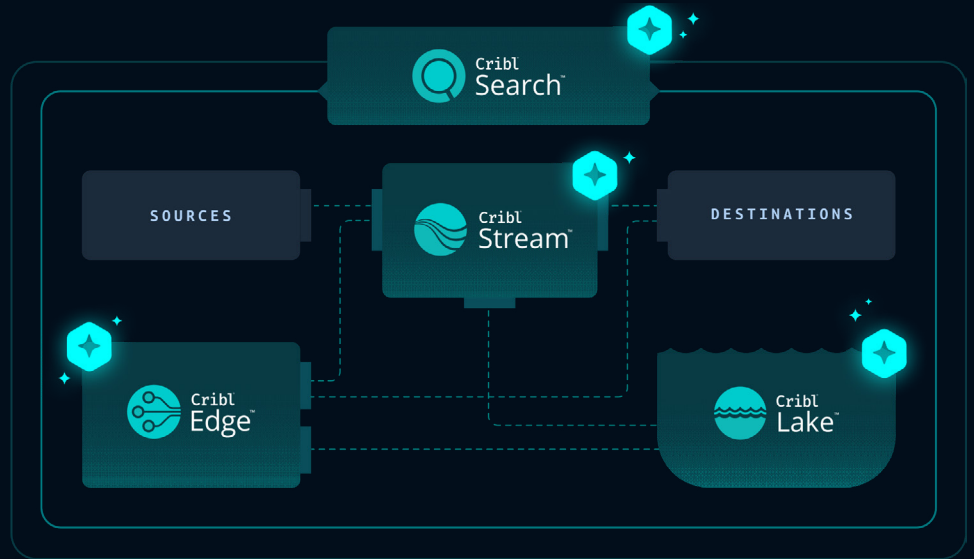 Cribl
Search™
SOURCES
Cribl
Stream™
DESTINATIONS
Cribl
Edge™
Cribl
Lake™